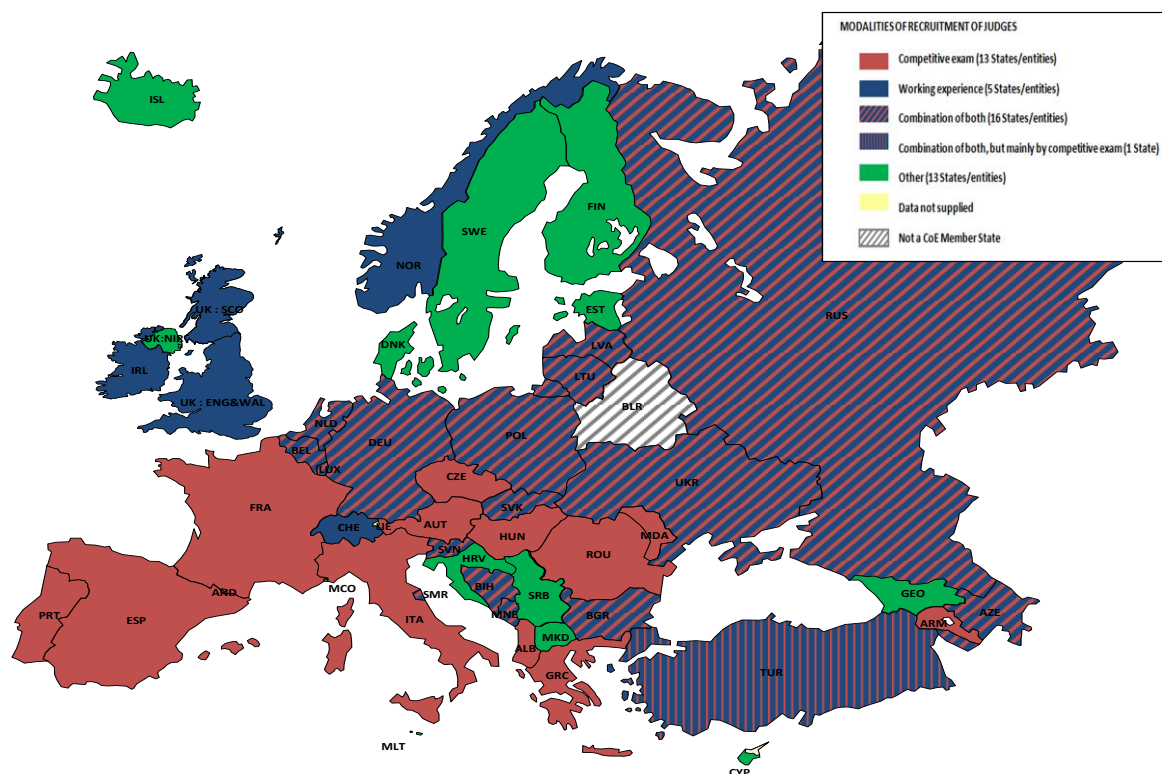 MODALITIES OF RECRUITMENT OF JUDGES
Competitive exam (13 States/entities)
Working experience (5 States/entities)
Combination of both (16 States/entities)
Combination of both, but mainly by competitive exam (1 State)
Other (13 States/entities)
Data not supplied
Not a CoE Member State
ISL
FIN
SWE
NOR
UK : SCO
EST
RUS
UK:NIR
DNK
LVA
IRL
LTU
UK : ENG&WAL
BLR
NLD
DEU
POL
BEL
LUX
CZE
UKR
FRA
SVK
CHE
LIE
AUT
HUN
MDA
SVN
ROU
HRV
BIH
MCO
AND
SMR
SRB
GEO
PRT
ESP
ITA
MNE
BGR
AZE
ARM
MKD
ALB
GRC
TUR
MLT
CYP